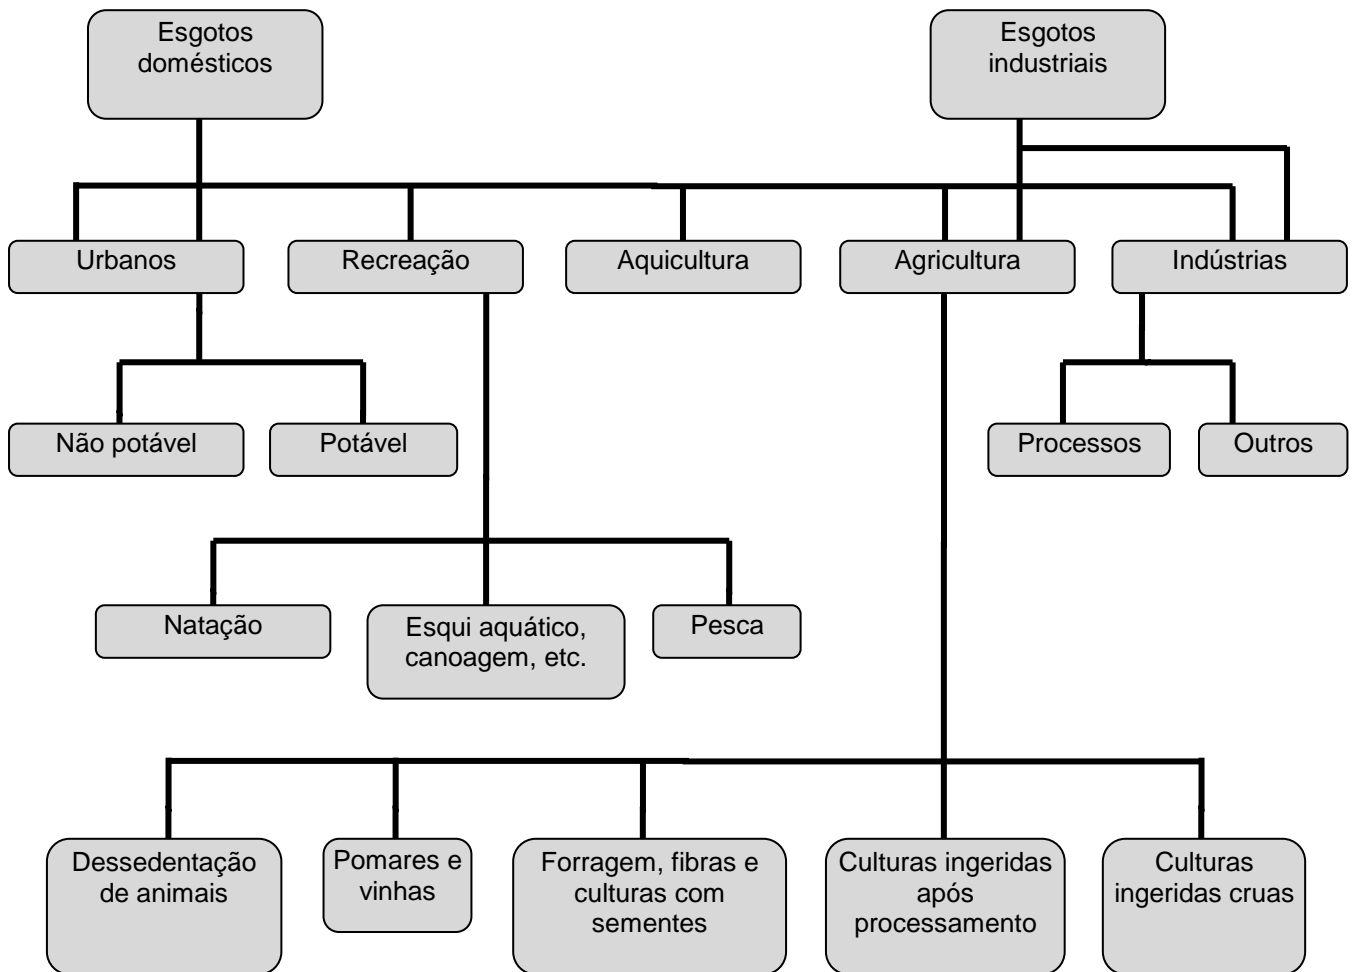 Esgotos
domésticos
Esgotos
industriais
Urbanos
Recreação
Aquicultura
Agricultura
Indústrias
Não potável
Potável
Processos
Outros
Natação
Esqui aquático,
canoagem, etc.
Pesca
Dessedentação
de animais
Pomares e
vinhas
Forragem, fibras e
culturas com
sementes
Culturas ingeridas
após
processamento
Culturas
ingeridas cruas